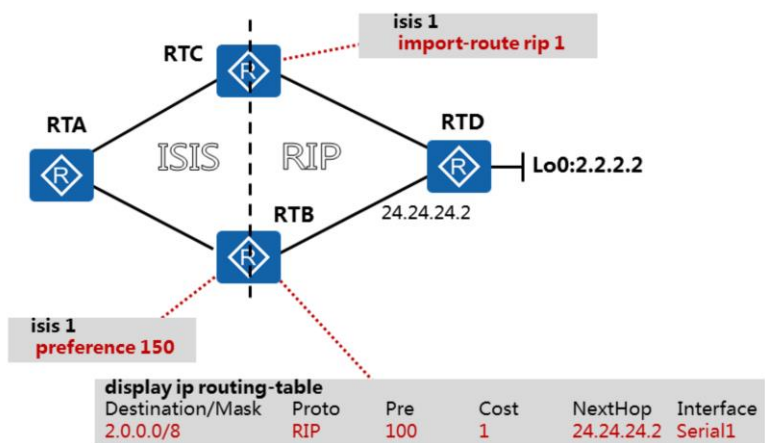 isis 1
import-route rip 1
RTC
R
RTA
RTD
R
ISIS
RIP
R
Lo0:2.2.2.2
RTB
24.24.24.2
R
isis 1
preference 150
display ip routing-table
Destination/Mask Proto Pre Cost NextHop Interface
2.0.0.0/8 RIP 100 1 24.24.24.2 Serial1